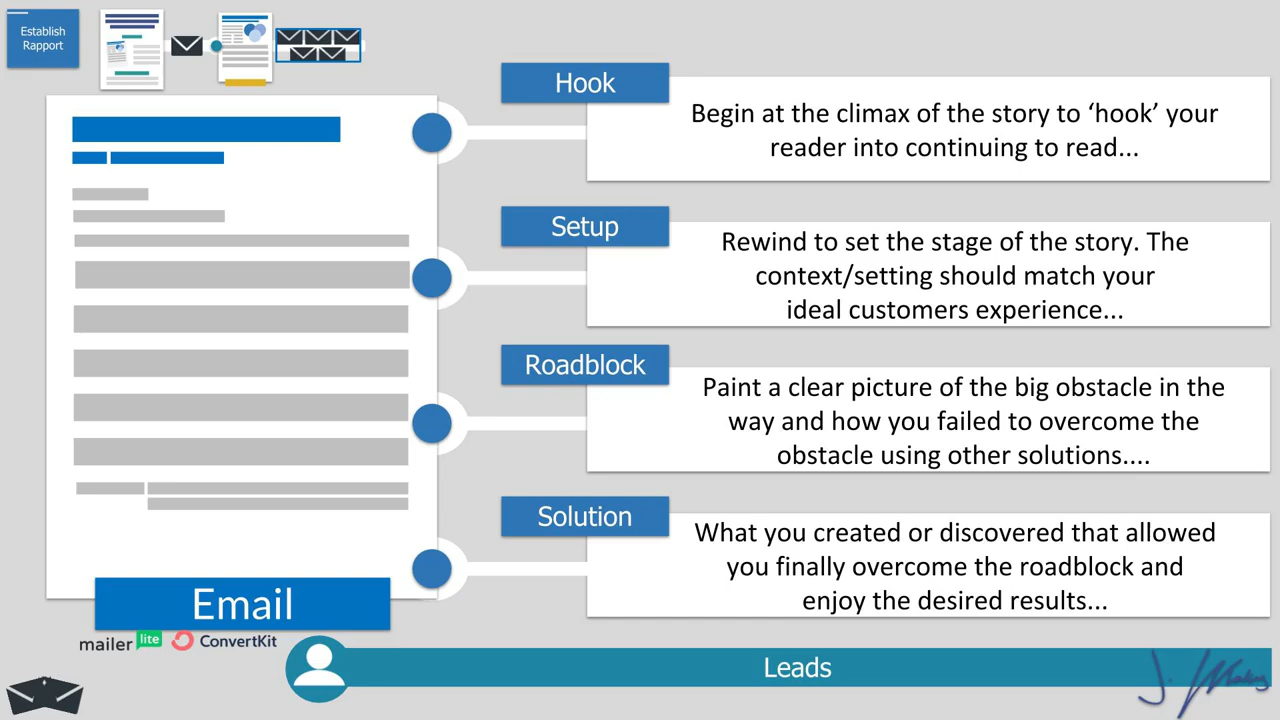 Establish
Rapport
Hook
Begin at the climax of the story to ‘hook’ your
reader into continuing to read...
Setup
Rewind to set the stage of the story. The
context/setting should match your
ideal customers experience...
Roadblock
Paint a clear picture of the big obstacle in the
way and how you failed to overcome the
obstacle using other solutions....
Solution
What you created or discovered that allowed
you finally overcome the roadblock and
enjoy the desired results...
Email
mailer lite ConvertKit
Leads